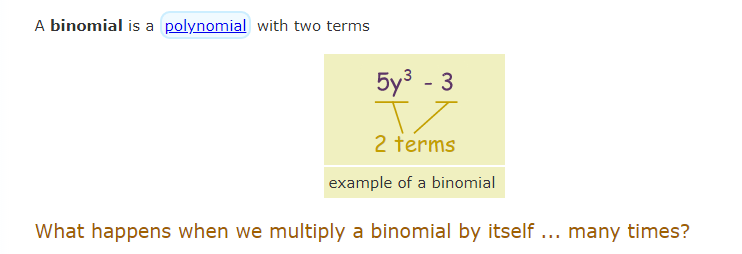 A binomial is a polynomial with two terms
5y³ - 3
2 terms
example of a binomial
What happens when we multiply a binomial by itself ... many times?